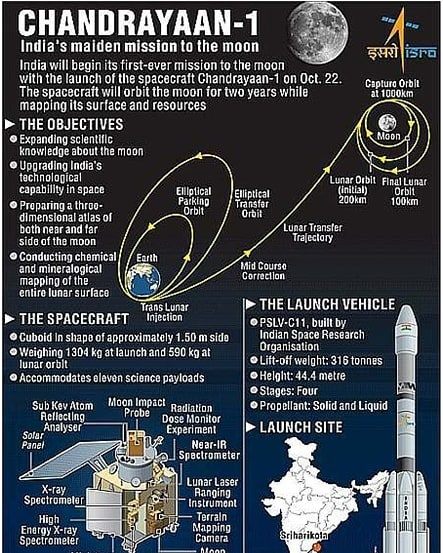 CHANDRAYAAN-1
India's maiden mission to the moon
India will begin its first-ever mission to the moon
with the launch of the spacecraft Chandrayaan-1 on Oct. 22.
The spacecraft will orbit the moon for two years while
mapping its surface and resources
इसरो isro
THE OBJECTIVES
Expanding scientific
knowledge about the moon
Upgrading India's
technological
capability in space
Preparing a three-
dimensional atlas of
both near and far
side of the moon
Conducting chemical
and mineralogical
mapping of the
entire lunar surface
Capture Orbit
at 1000km
Moon
Lunar Orbit
(initial)
200km
Final Lunar
Orbit
100km
Elliptical
Parking
Orbit
Elliptical
Transfer
Orbit
Lunar Transfer
Trajectory
Mid Course
Correction
Earth
Trans Lunar
Injection
THE SPACECRAFT
Cuboid in shape of approximately 1.50 m side
Weighing 1304 kg at launch and 590 kg at
lunar orbit
Accommodates eleven science payloads
Sub Kev Atom
Reflecting
Analyser
Moon Impact
Probe
Radiation
Dose Monitor
Experiment
Solar
Panel
Near-IR
Spectrometer
X-ray
Spectrometer
Lunar Laser
Ranging
Instrument
High
Energy X-ray
Spectrometer
Terrain
Mapping
Camera
Moon
THE LAUNCH VEHICLE
PSLV-C11, built by
Indian Space Research
Organisation
Lift-off weight: 316 tonnes
Height: 44.4 metre
Stages: Four
Propellant: Solid and Liquid
LAUNCH SITE
Sriharikota